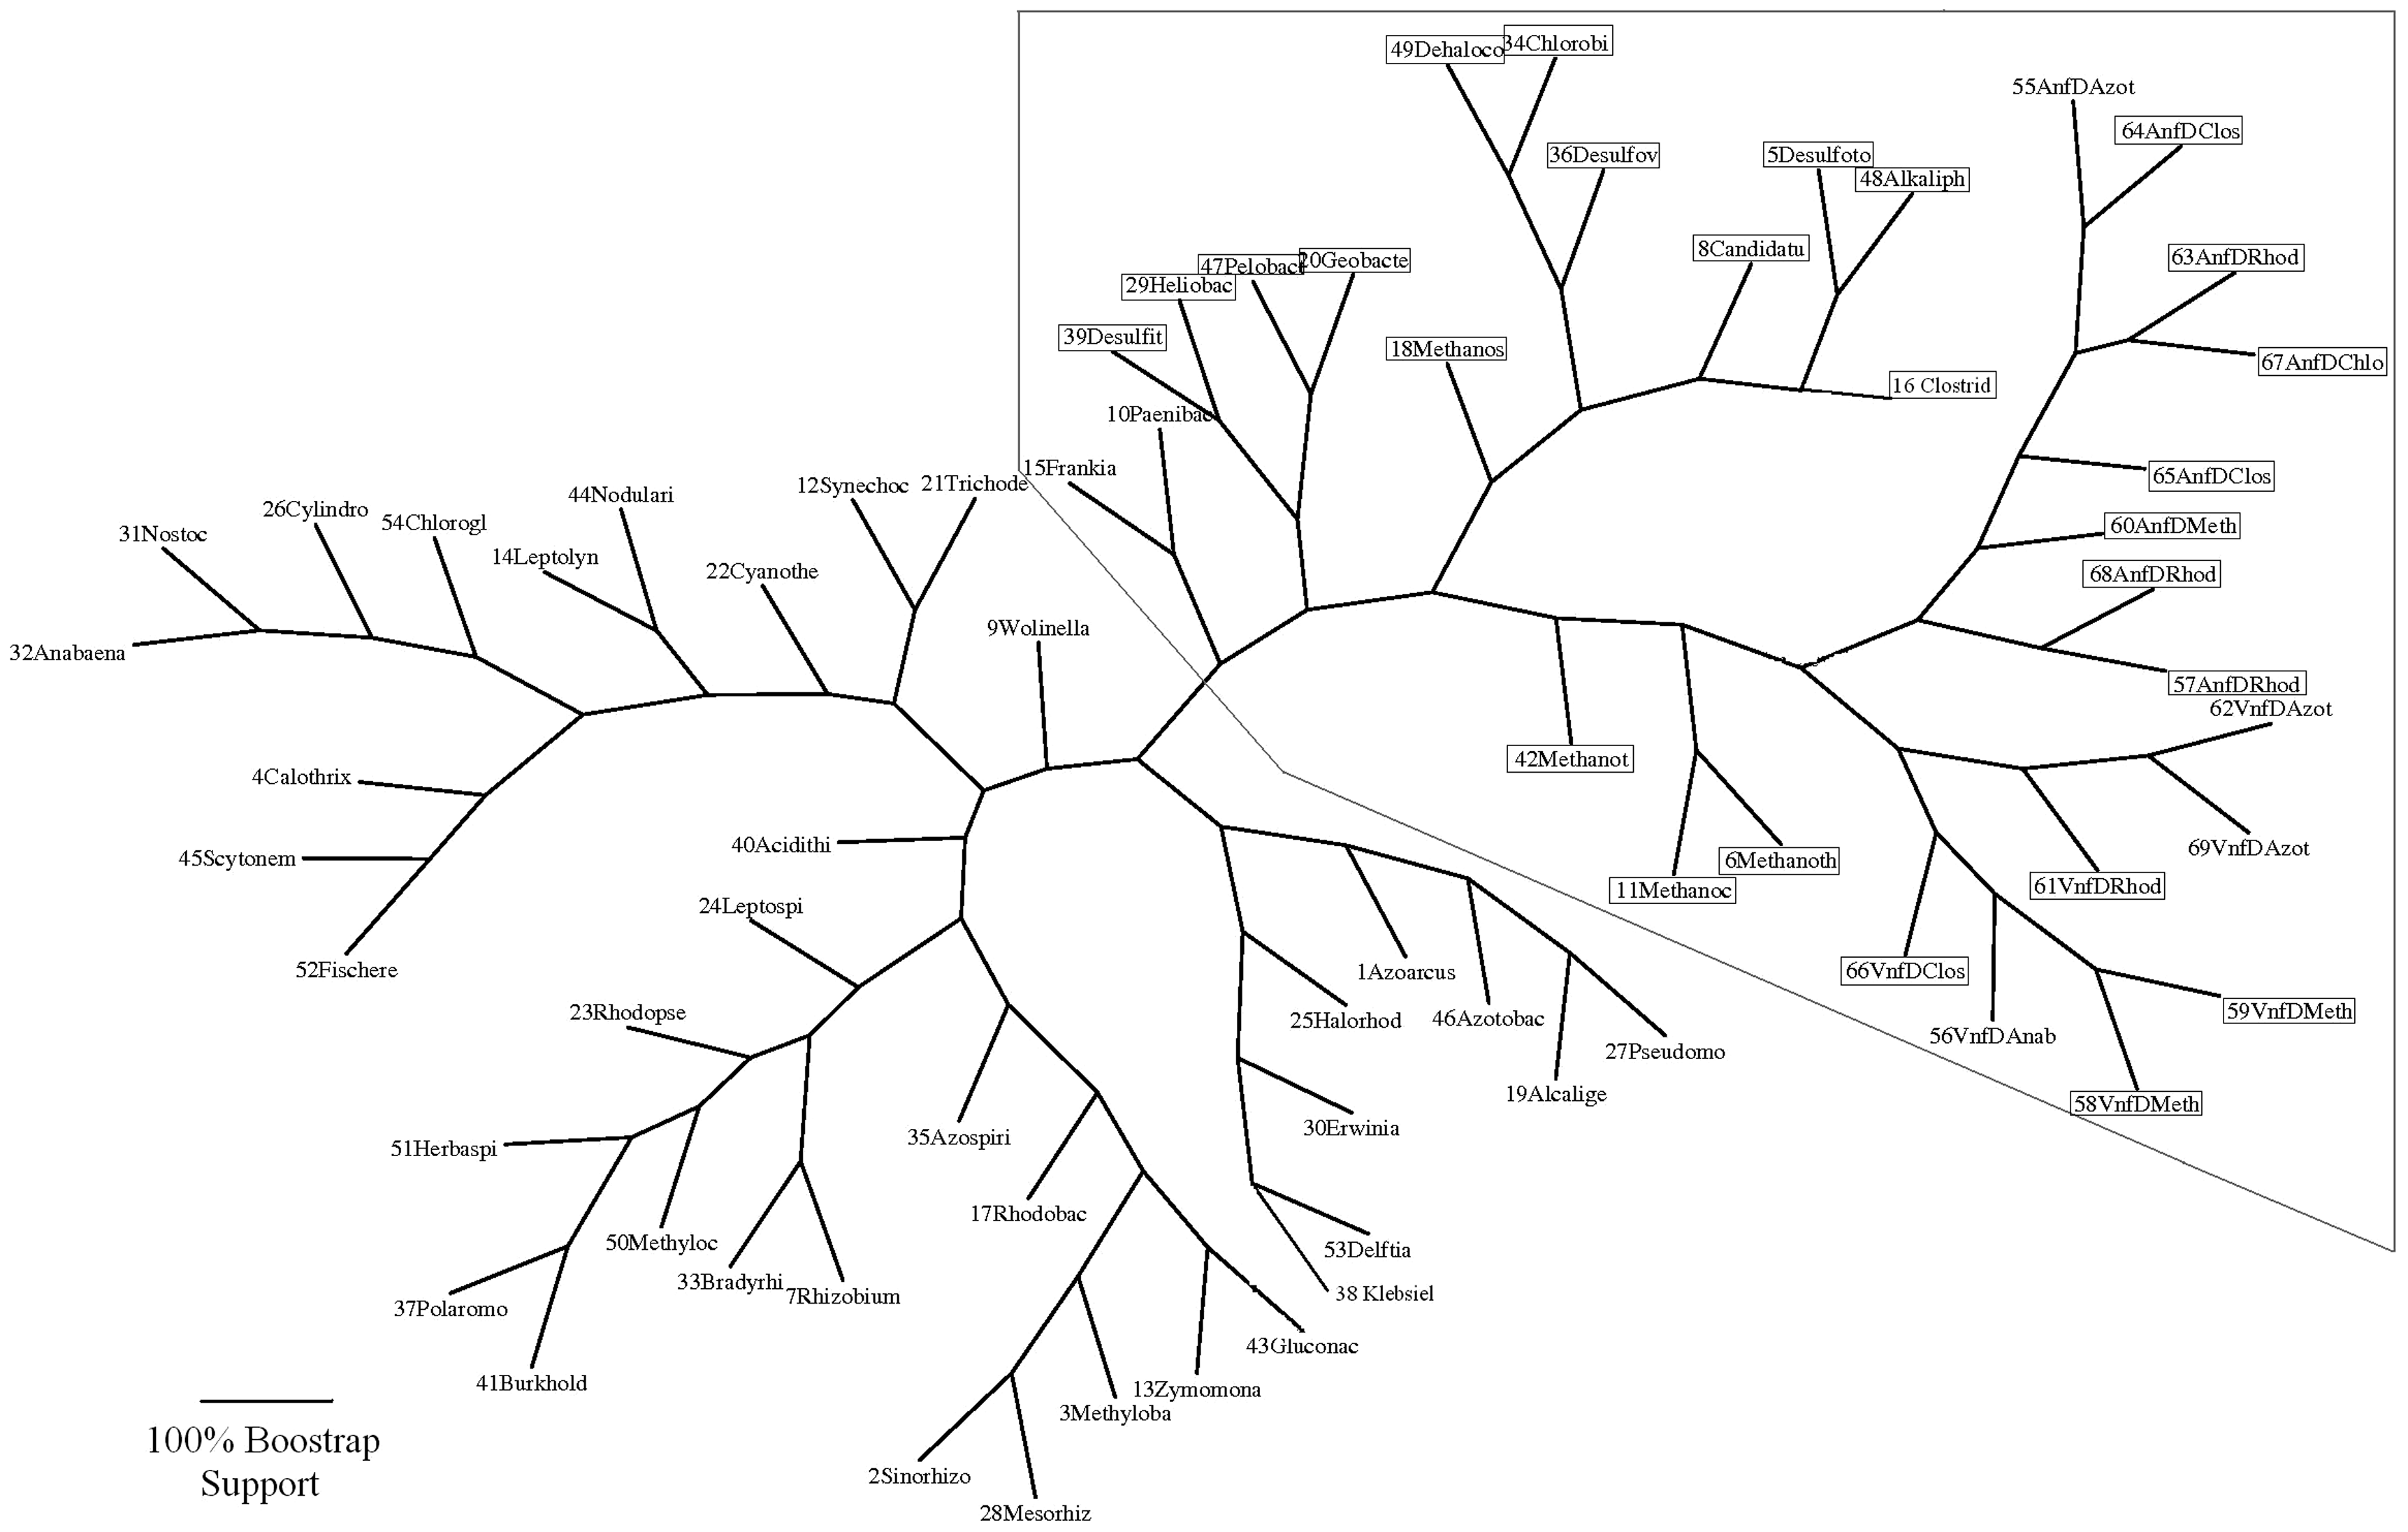 49Dehaloco
34Chlorobi
55AnfDAzot
64AnfDClos
36Desulfov
5Desulfoto
48Alkaliph
8Candidatu
63AnfDRhod
47Pelobact
20Geobacte
29Heliobac
39Desulfit
18Methanos
67AnfDChlo
16 Clostrid
10Paenibac
15Frankia
65AnfDClos
60AnfDMeth
68AnfDRhod
57AnfDRhod
62VnfDAzot
12Synechoc
21Trichode
44Nodulari
26Cylindro
54Chlorogl
31Nostoc
14Leptolyn
22Cyanothe
9Wolinella
32Anabaena
42Methanot
4Calothrix
40Acidithi
69VnfDAzot
45Scytonem
6Methanoth
11Methanoc
61VnfDRhod
24Leptospi
52Fischere
1Azoarcus
66VnfDClos
23Rhodopse
25Halorhod
46Azotobac
59VnfDMeth
56VnfDAnab
27Pseudomo
19Alcalige
58VnfDMeth
35Azospiri
30Erwinia
51Herbaspi
17Rhodobac
50Methyloc
53Delftia
33Bradyrhi
7Rhizobium
38 Klebsiel
37Polaromo
43Gluconac
41Burkhold
13Zymomona
3Methyloba
2Sinorhizo
28Mesorhiz
100% Boostrap
Support